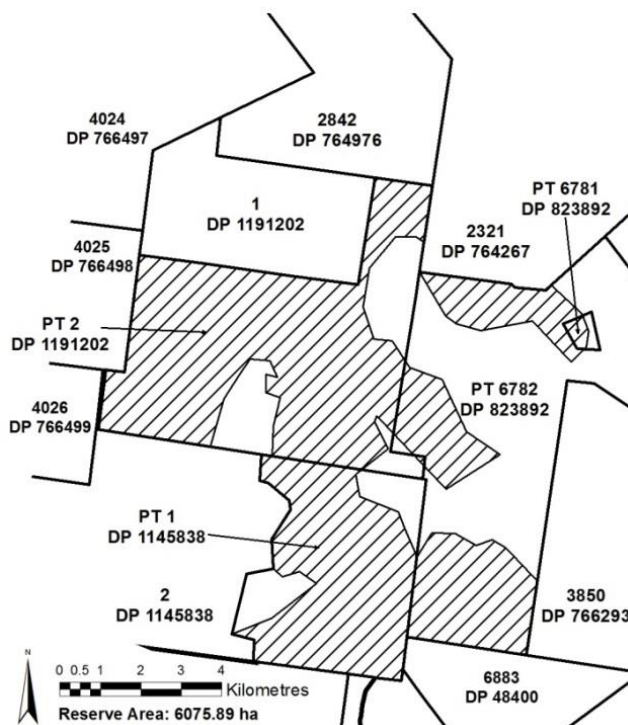 4024
DP 766497
2842
DP 764976
PT 6781
DP 823892
1
DP 1191202
2321
DP 764267
4025
DP 766498
PT 2
DP 1191202
PT 6782
DP 823892
4026
DP 766499
PT 1
DP 1145838
2
DP 1145838
3850
DP 766293
N
0 0.5 1 2 3 4
Kilometres
Reserve Area: 6075.89 ha
6883
DP 48400